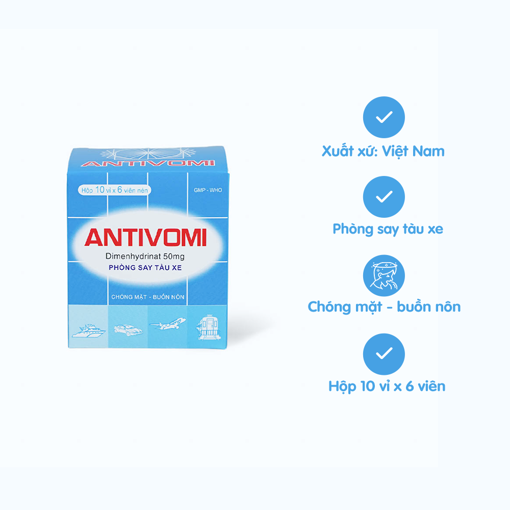 ANTIVOMI
Hộp 10 vỉ x 6 viên nén
GMP - WHO
ANTIVOMI
Dimenhydrinat 50mg
PHÒNG SAY TÀU XE
CHÓNG MẶT - BUỒN NÔN
Xuất xứ: Việt Nam
Phòng say tàu xe
Chóng mặt - buồn nôn
Hộp 10 vỉ x 6 viên